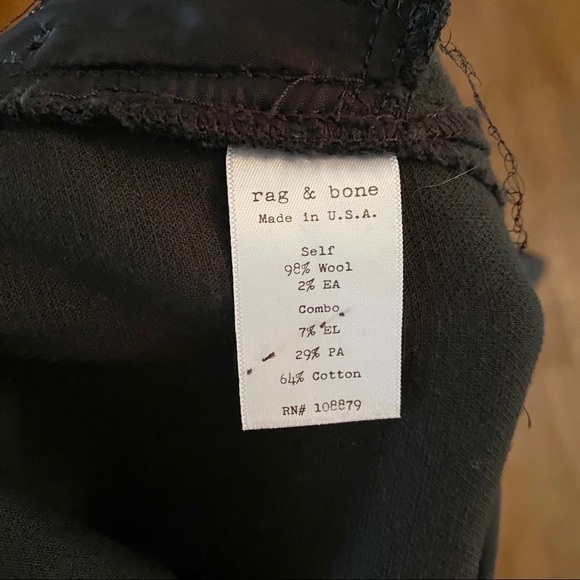 rag & bone
Made in U.S.A.
Self
98% Wool
2% EA
Combo
7% EL
29% PA
64% Cotton
RN# 108879